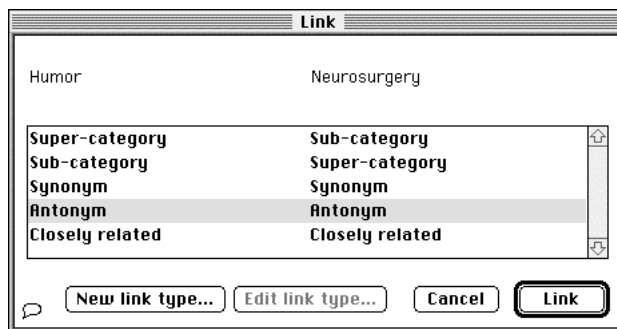 Link
Humor Neurosurgery
Super-category Sub-category
Sub-category Super-category
Synonym Synonym
Antonym Antonym
Closely related Closely related
New link type... Edit link type... Cancel Link